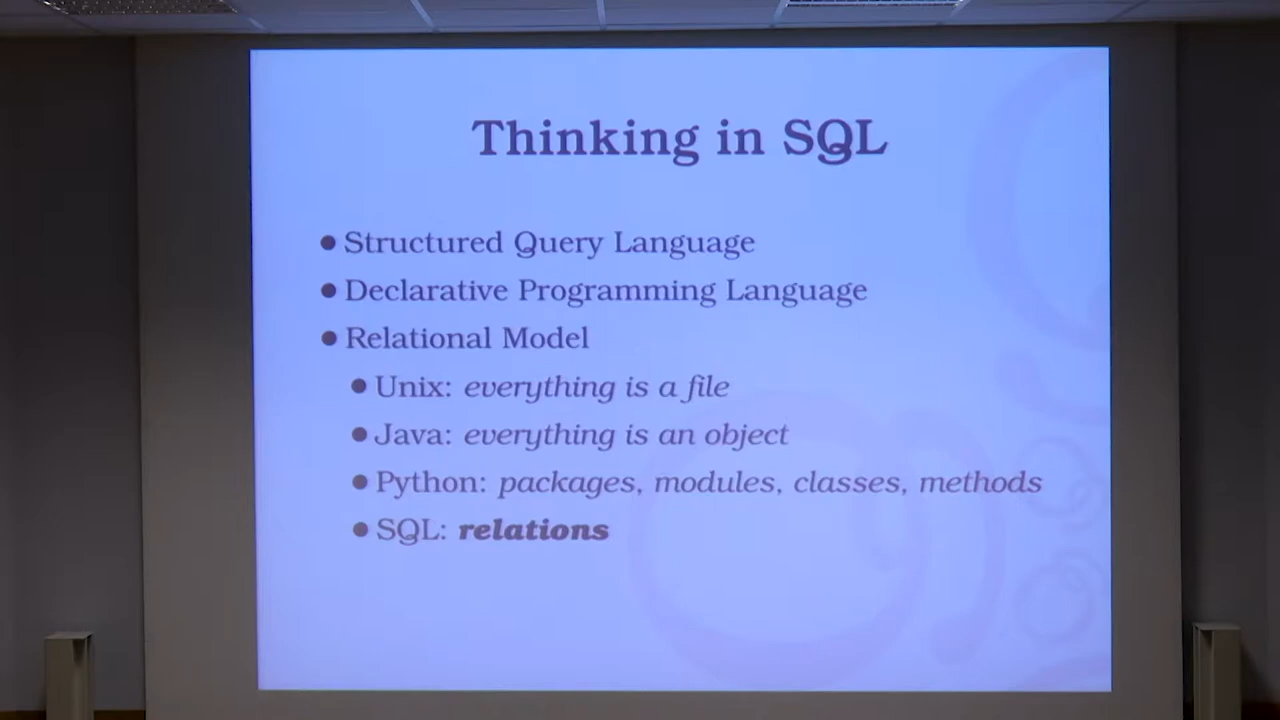 Thinking in SQL
● Structured Query Language
● Declarative Programming Language
● Relational Model
● Unix: everything is a file
● Java: everything is an object
● Python: packages, modules, classes, methods
● SQL: relations